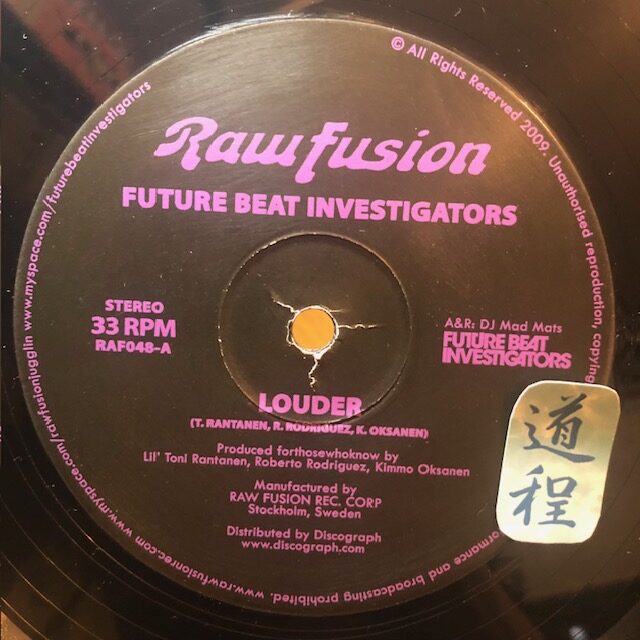 Raw fusion
FUTURE BEAT INVESTIGATORS
STEREO
33 RPM
RAF048-A
A&R: DJ Mad Mats
FUTURE BEAT
INVESTIGATORS
LOUDER
(T. RANTANEN, R. RODRIGUEZ, K. OKSANEN)
Produced forthosewhoknow by
Lil' Toni Rantanen, Roberto Rodriguez, Kimmo Oksanen
Manufactured by
RAW FUSION REC. CORP
Stockholm, Sweden
Distributed by Discograph
www.discograph.com
道程
© All Rights Reserved 2009. Unauthorised reproduction, copying
ormance and broadcasting prohibited. www.rawfusionrec.com www.myspace.com/rawfusionjugglin www.myspace.com/futurebeatinvestigators